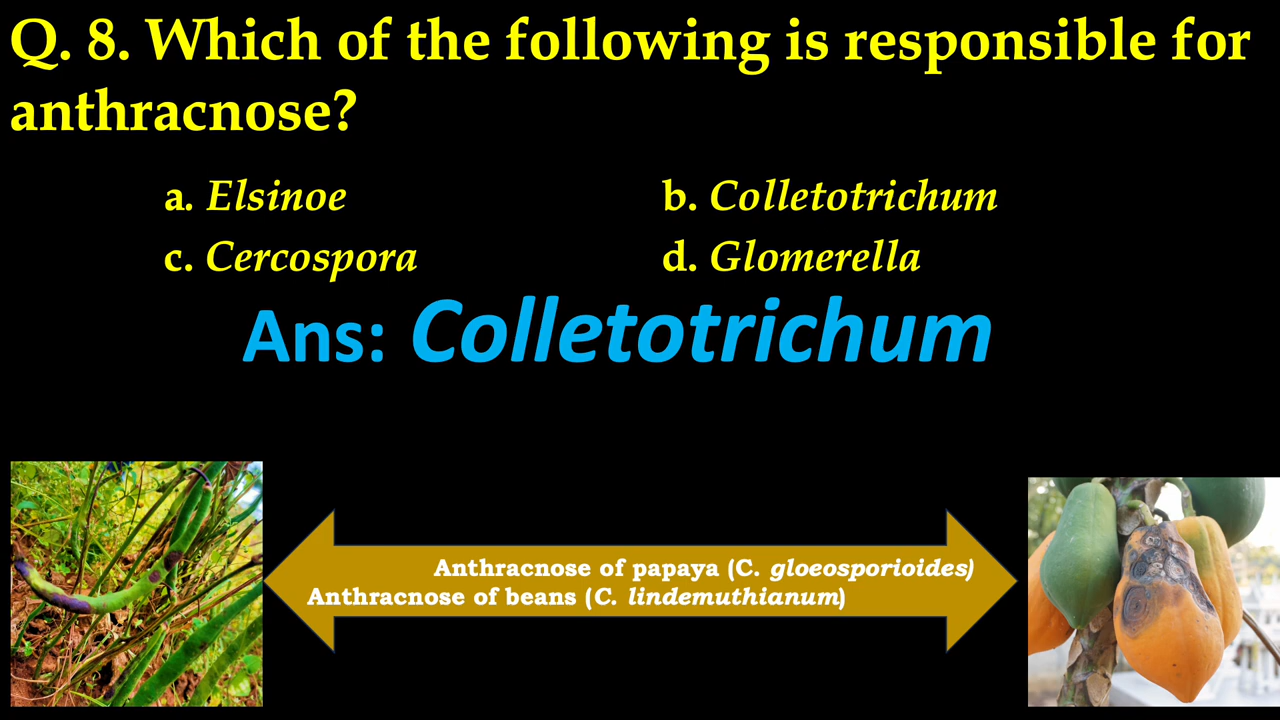 Q. 8. Which of the following is responsible for
anthracnose?
a. Elsinoe b. Colletotrichum
c. Cercospora d. Glomerella
Ans: Colletotrichum
Anthracnose of papaya (C. gloeosporioides)
Anthracnose of beans (C. lindemuthianum)